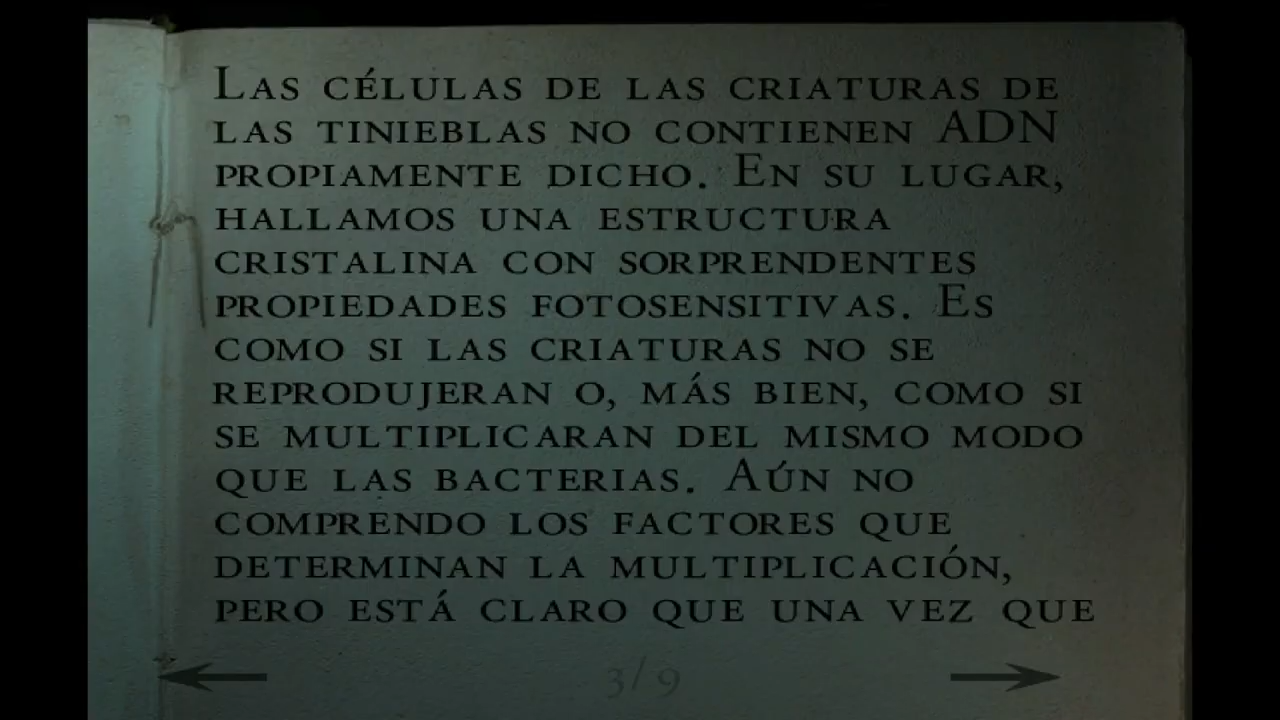 Las células de las criaturas de
las tinieblas no contienen ADN
propiamente dicho. En su lugar,
hallamos una estructura
cristalina con sorprendentes
propiedades fotosensitivas. Es
como si las criaturas no se
reprodujeran o, más bien, como si
se multiplicaran del mismo modo
que las bacterias. Aún no
comprendo los factores que
determinan la multiplicación,
pero está claro que una vez que
3/9